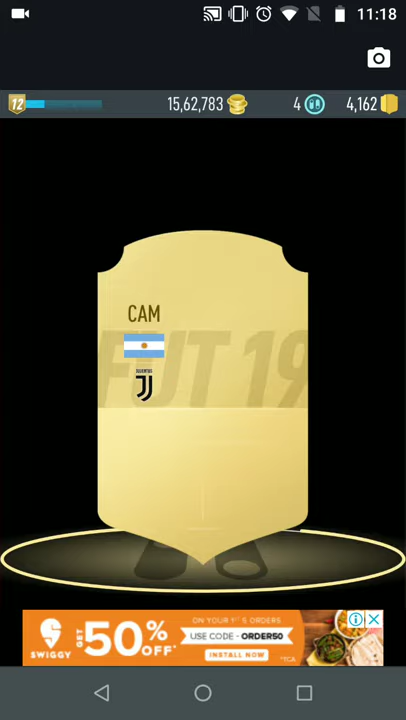 11:18
12
15,62,783
4
4,162
CAM
FUT 19
JUVENTUS
GET 50% OFF*
ON YOUR 1ST 5 ORDERS
USE CODE - ORDER50
INSTALL NOW
SWIGGY
*T&C